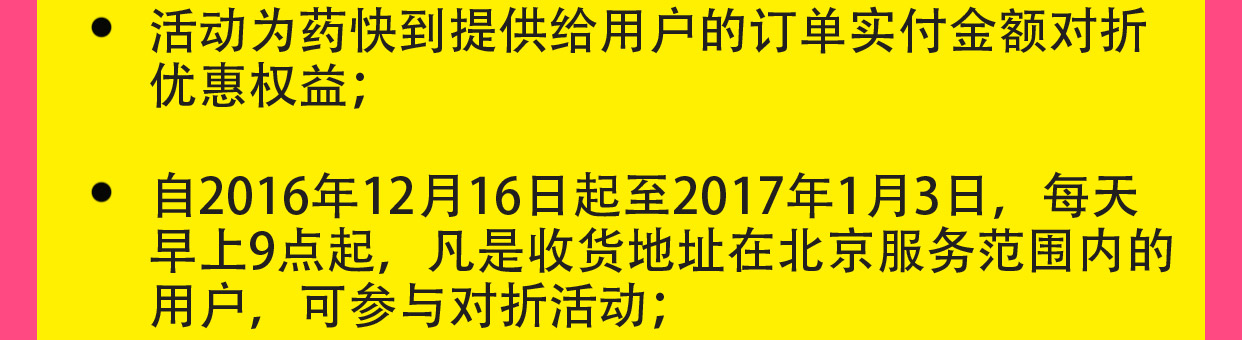 • 活动为药快到提供给用户的订单实付金额对折
优惠权益；
• 自2016年12月16日起至2017年1月3日，每天
早上9点起，凡是收货地址在北京服务范围内的
用户，可参与对折活动；